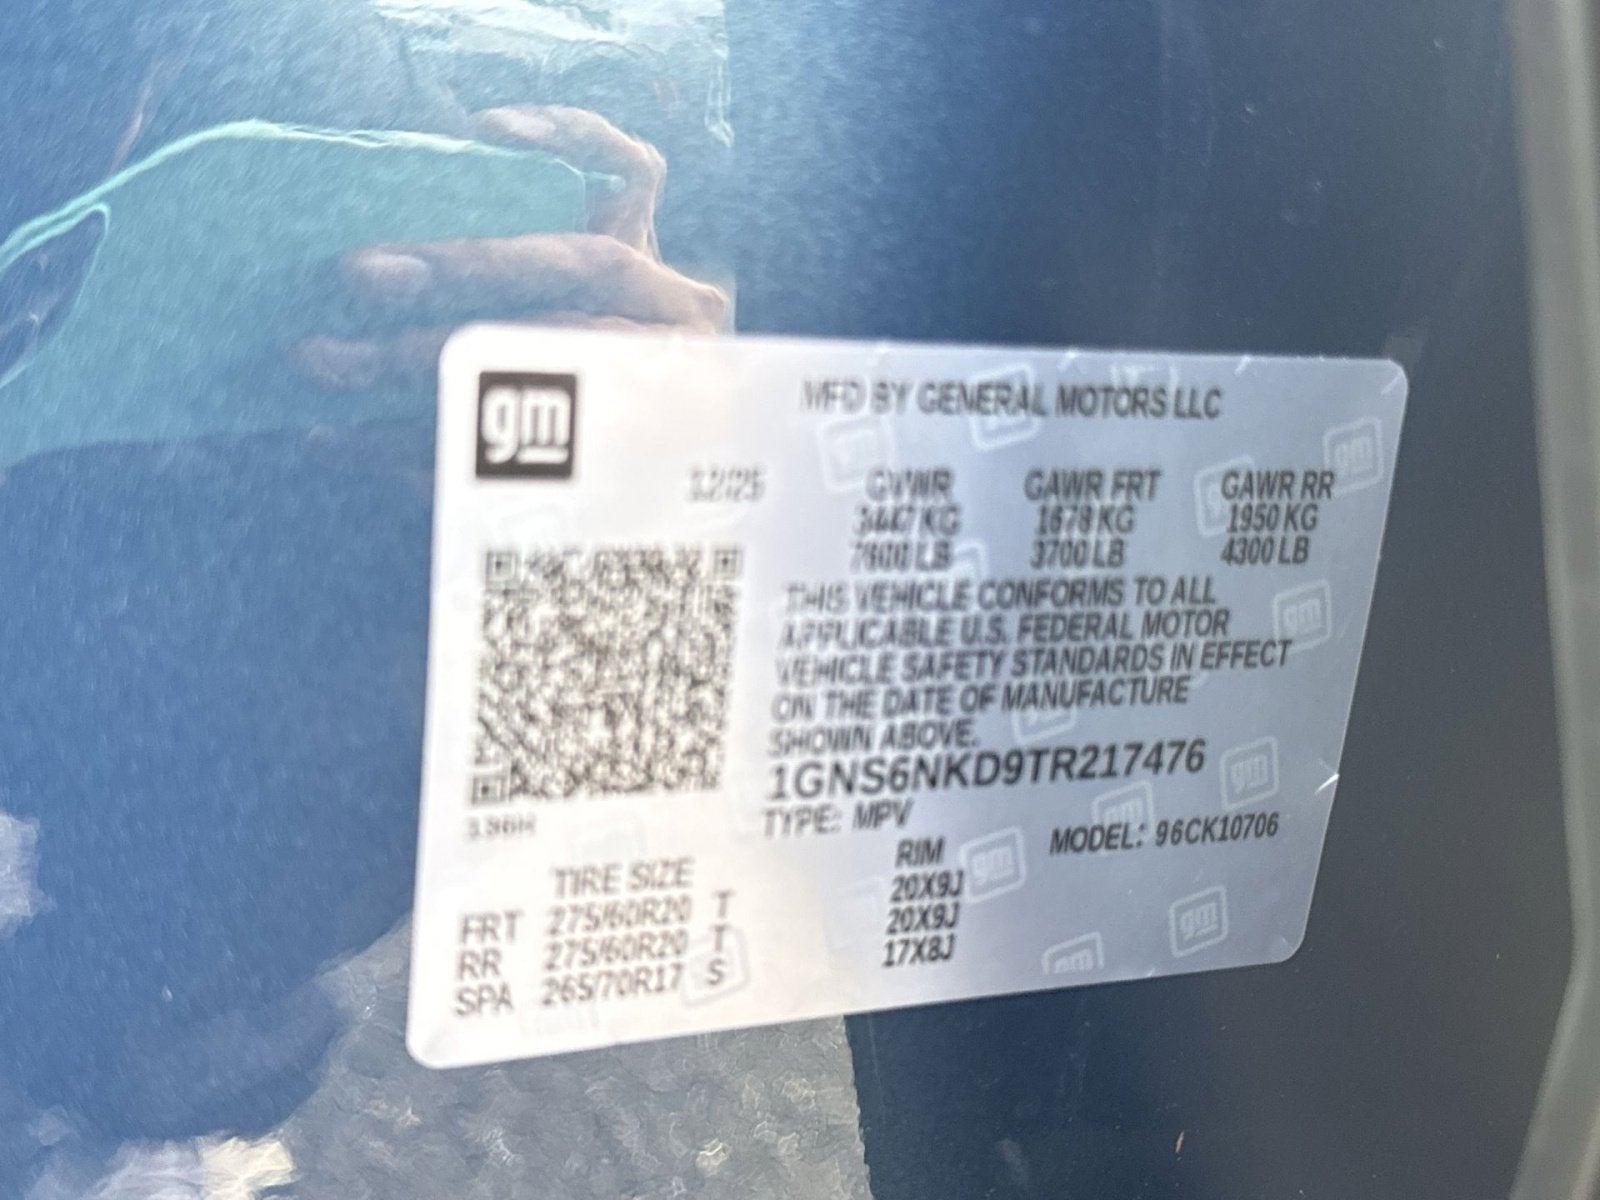 gm
MFD BY GENERAL MOTORS LLC
12/25
GVWR GAWR FRT GAWR RR
3447 KG 1678 KG 1950 KG
7600 LB 3700 LB 4300 LB
THIS VEHICLE CONFORMS TO ALL
APPLICABLE U.S. FEDERAL MOTOR
VEHICLE SAFETY STANDARDS IN EFFECT
ON THE DATE OF MANUFACTURE
SHOWN ABOVE.
1GNS6NKD9TR217476
TYPE: MPV
MODEL: 96CK10706
TIRE SIZE RIM
FRT 275/60R20 T 20X9J
RR 275/60R20 T 20X9J
SPA 265/70R17 S 17X8J